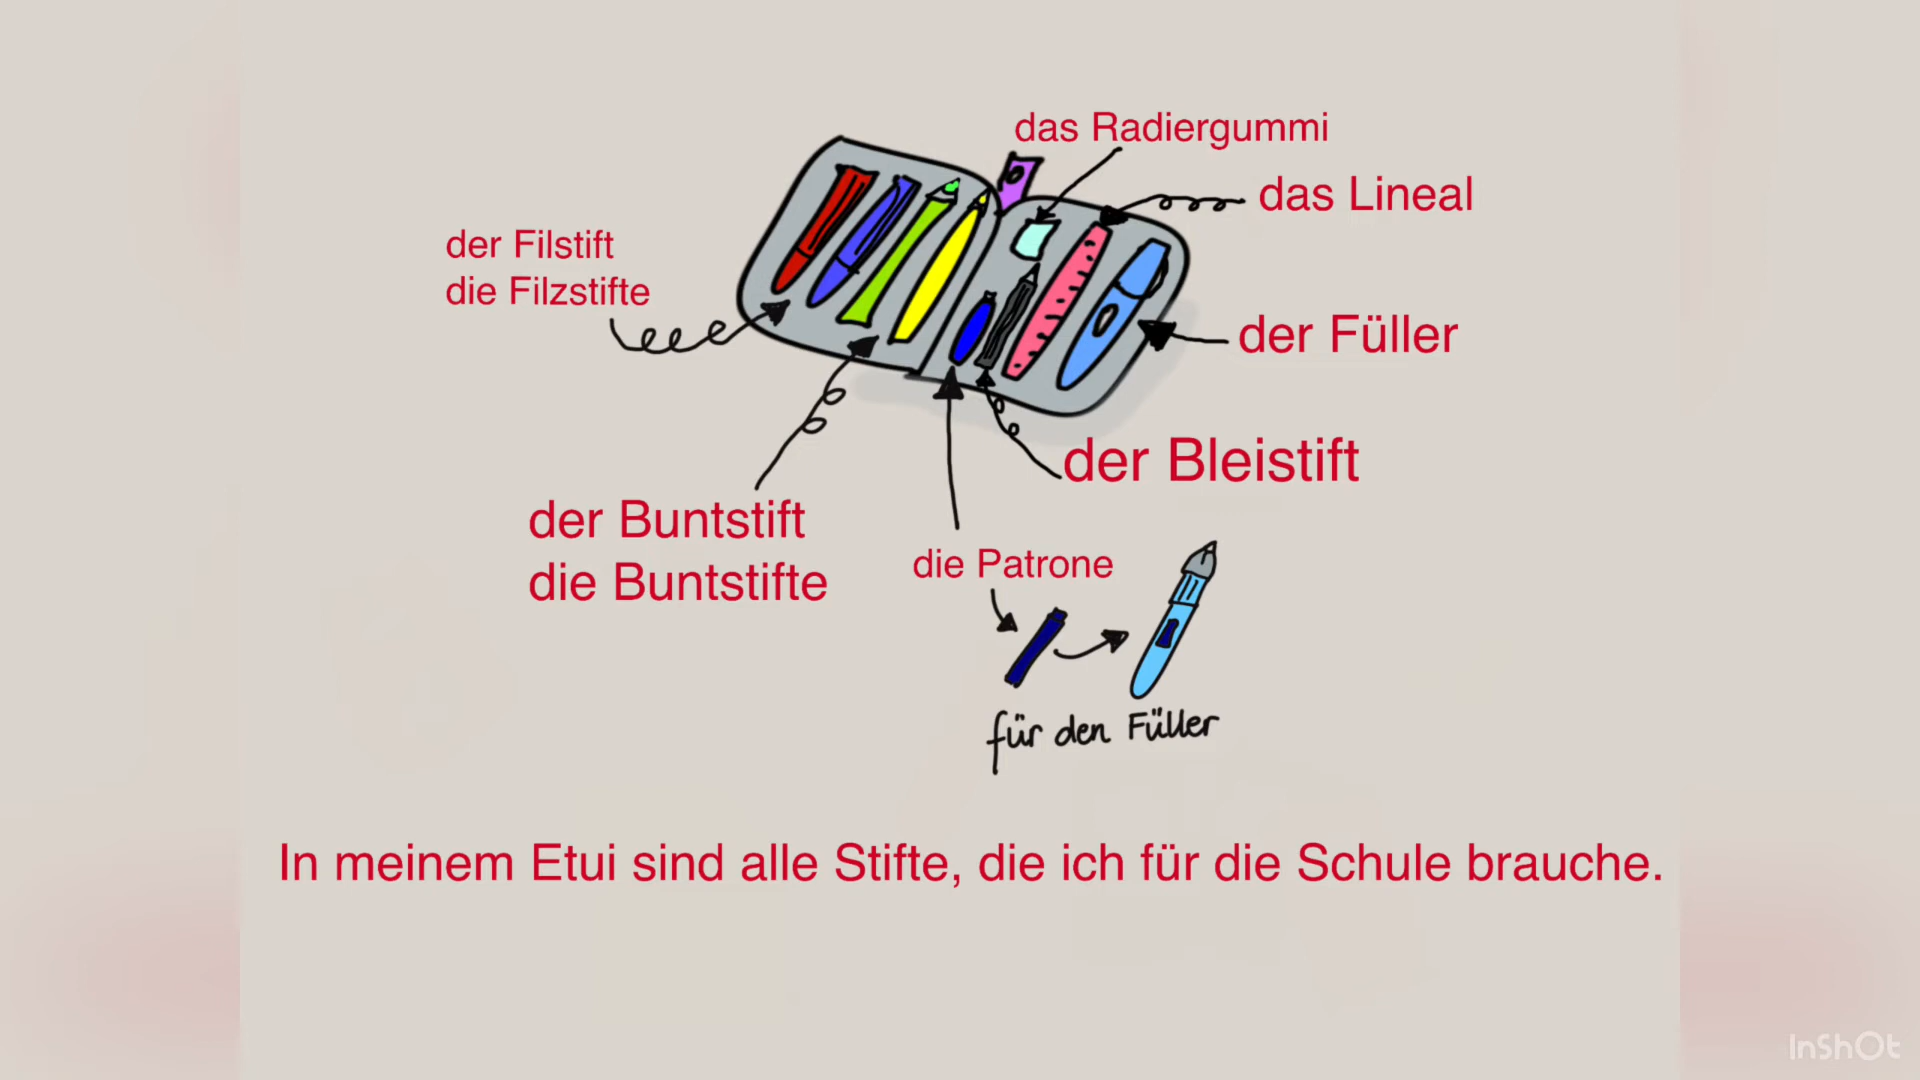 das Radiergummi
das Lineal
der Filstift
die Filzstifte
der Füller
der Bleistift
der Buntstift
die Buntstifte
die Patrone
für den Füller
In meinem Etui sind alle Stifte, die ich für die Schule brauche.
InShOt